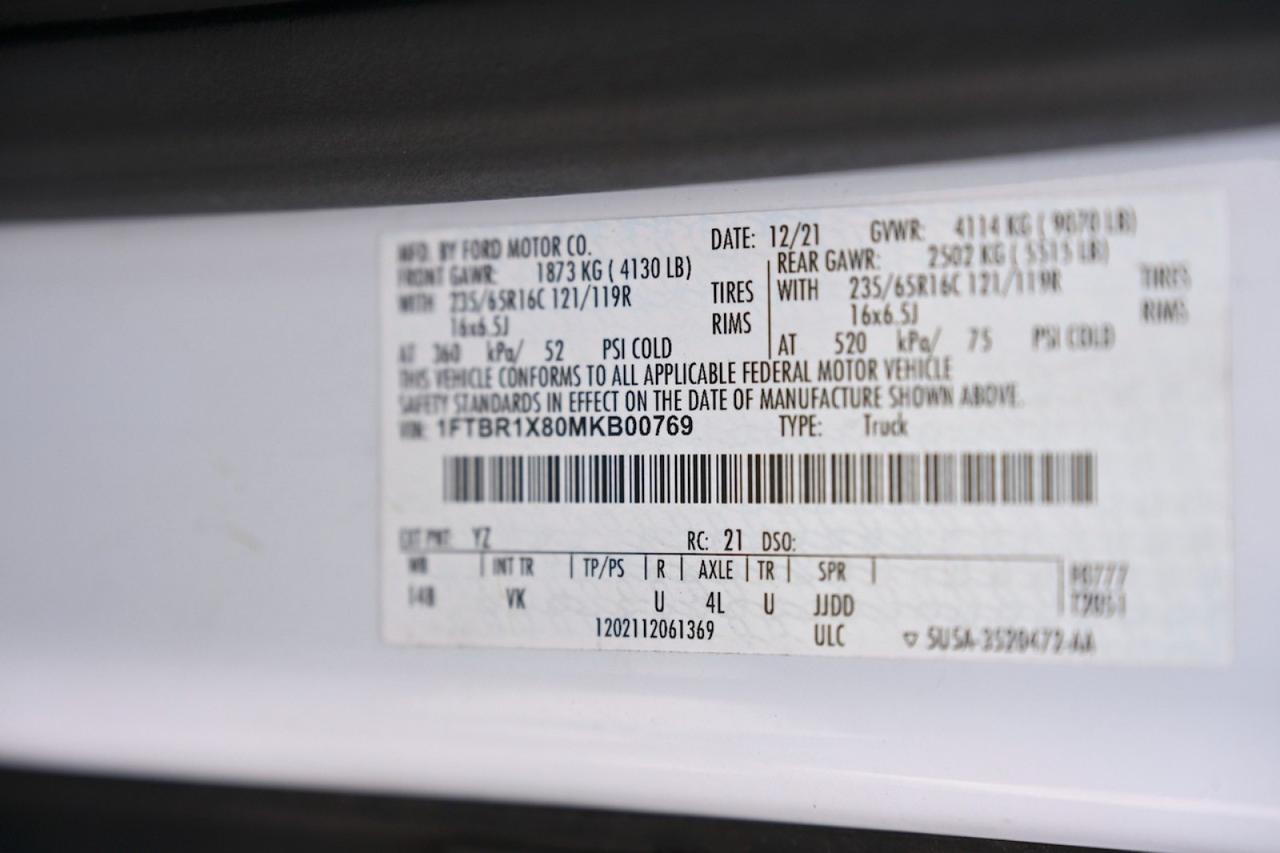 MFD. BY FORD MOTOR CO. DATE: 12/21 GVWR: 4114 KG ( 9070 LB)
FRONT GAWR: 1873 KG ( 4130 LB) REAR GAWR: 2502 KG ( 5515 LB)
WITH 235/65R16C 121/119R TIRES WITH 235/65R16C 121/119R TIRES
16x6.5J RIMS 16x6.5J RIMS
AT 360 kPa/ 52 PSI COLD AT 520 kPa/ 75 PSI COLD
THIS VEHICLE CONFORMS TO ALL APPLICABLE FEDERAL MOTOR VEHICLE
SAFETY STANDARDS IN EFFECT ON THE DATE OF MANUFACTURE SHOWN ABOVE.
VIN: 1FTBR1X80MKB00769 TYPE: Truck
EXT PNT: YZ RC: 21 DSO:
WB INT TR TP/PS R AXLE TR SPR
148 VK U 4L U JJDD
1202112061369 ULC ▽ 5U5A-3520472-AA